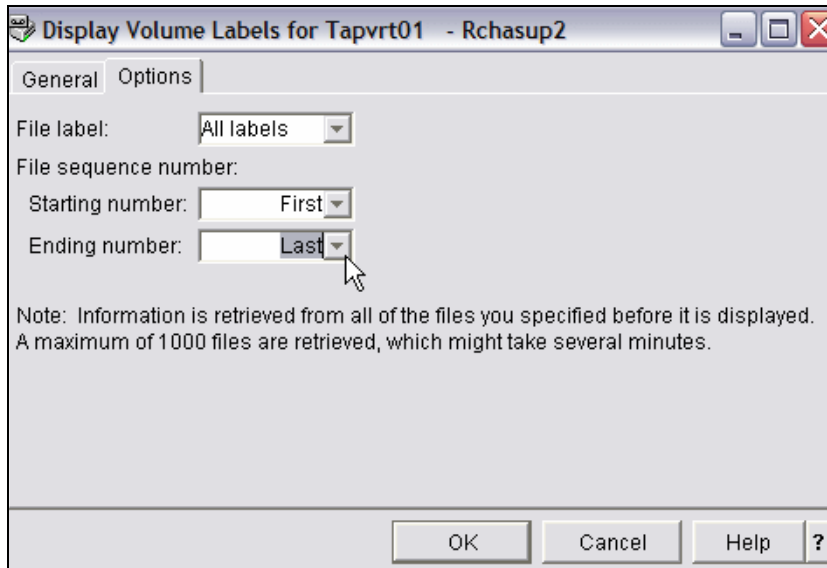 Display Volume Labels for Tapvrt01 - Rchasup2
General Options
File label: All labels
File sequence number:
Starting number: First
Ending number: Last
Note: Information is retrieved from all of the files you specified before it is displayed.
A maximum of 1000 files are retrieved, which might take several minutes.
OK Cancel Help ?